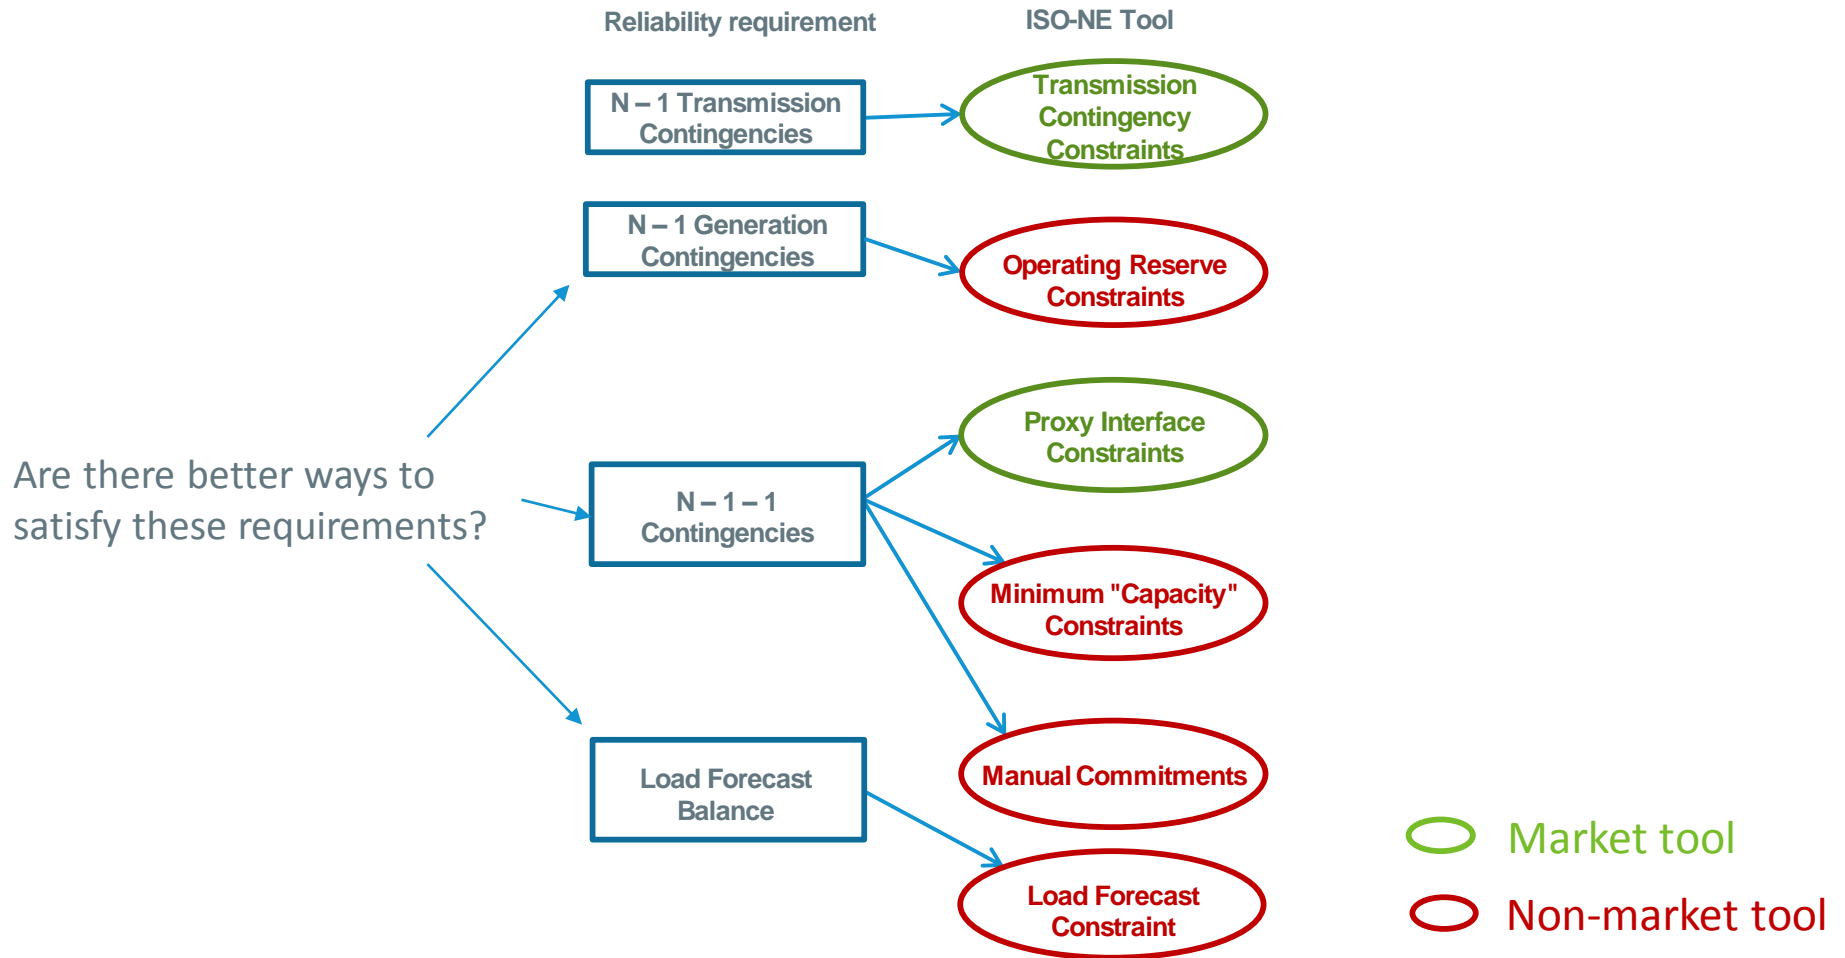 Reliability requirement
ISO-NE Tool
N – 1 Transmission
Contingencies
Transmission
Contingency
Constraints
N – 1 Generation
Contingencies
Operating Reserve
Constraints
Are there better ways to
satisfy these requirements?
N – 1 – 1
Contingencies
Proxy Interface
Constraints
Minimum "Capacity"
Constraints
Manual Commitments
Load Forecast
Balance
Load Forecast
Constraint
Market tool
Non-market tool